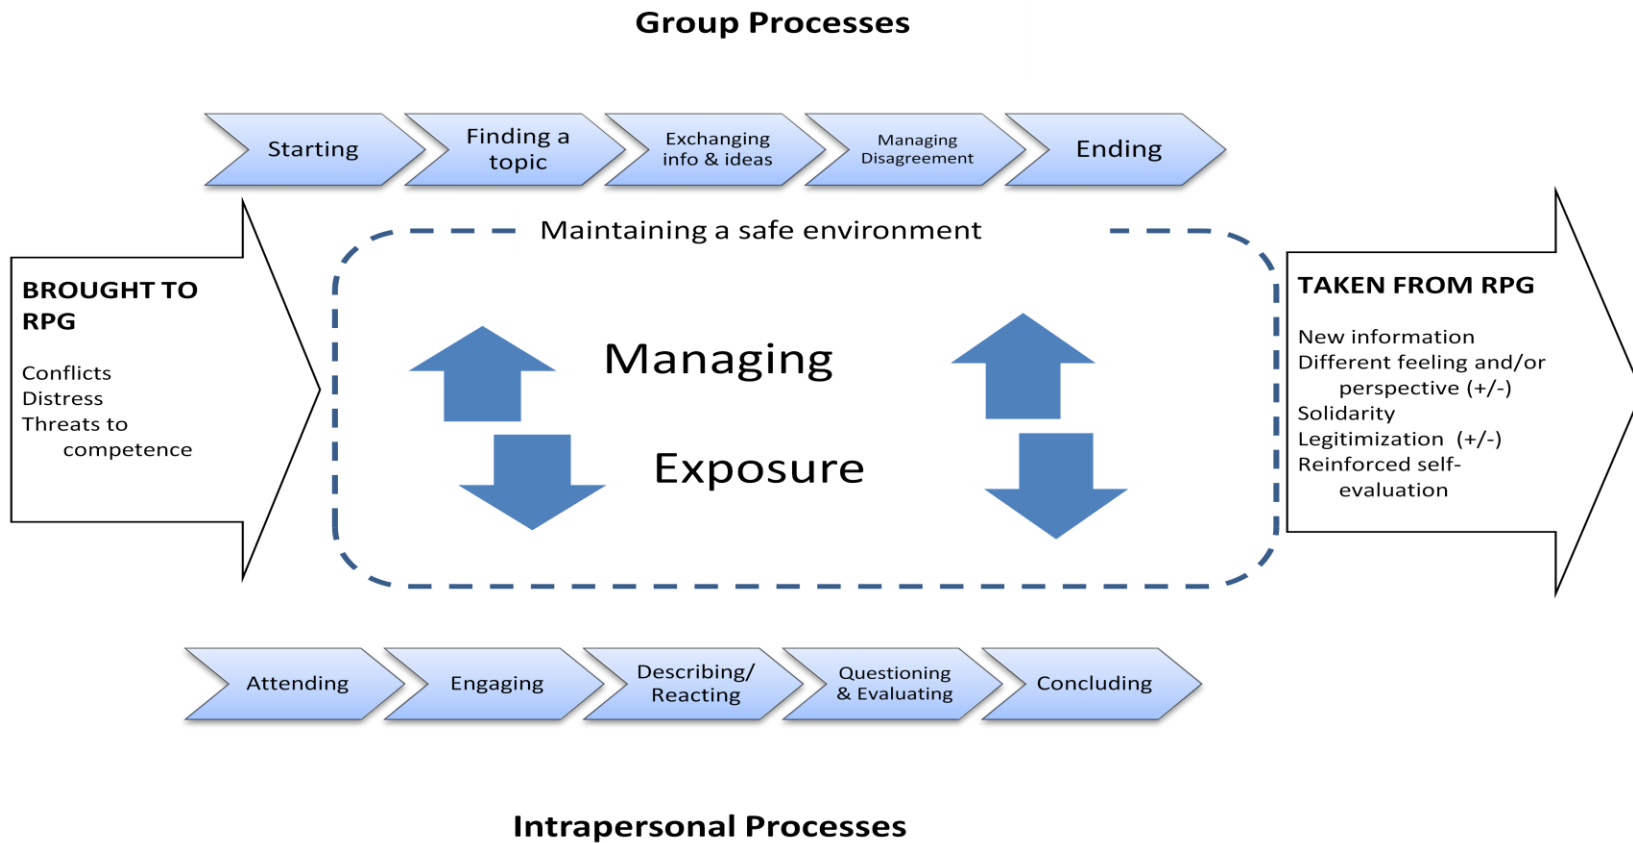 Group Processes
Starting
Finding a
topic
Exchanging
info & ideas
Managing
Disagreement
Ending
Maintaining a safe environment
BROUGHT TO
RPG
Conflicts
Distress
Threats to
competence
Managing
Exposure
TAKEN FROM RPG
New information
Different feeling and/or
perspective (+/-)
Solidarity
Legitimization (+/-)
Reinforced self-
evaluation
Attending
Engaging
Describing/
Reacting
Questioning
& Evaluating
Concluding
Intrapersonal Processes